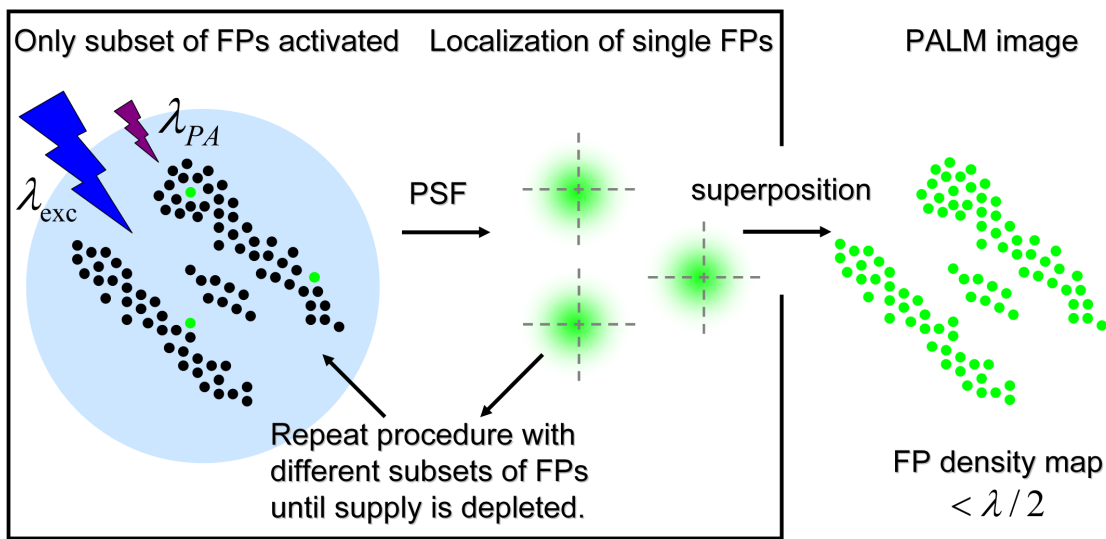 Only subset of FPs activated
Localization of single FPs
PALM image
λPA
λexc
PSF
superposition
Repeat procedure with
different subsets of FPs
until supply is depleted.
FP density map
< λ / 2